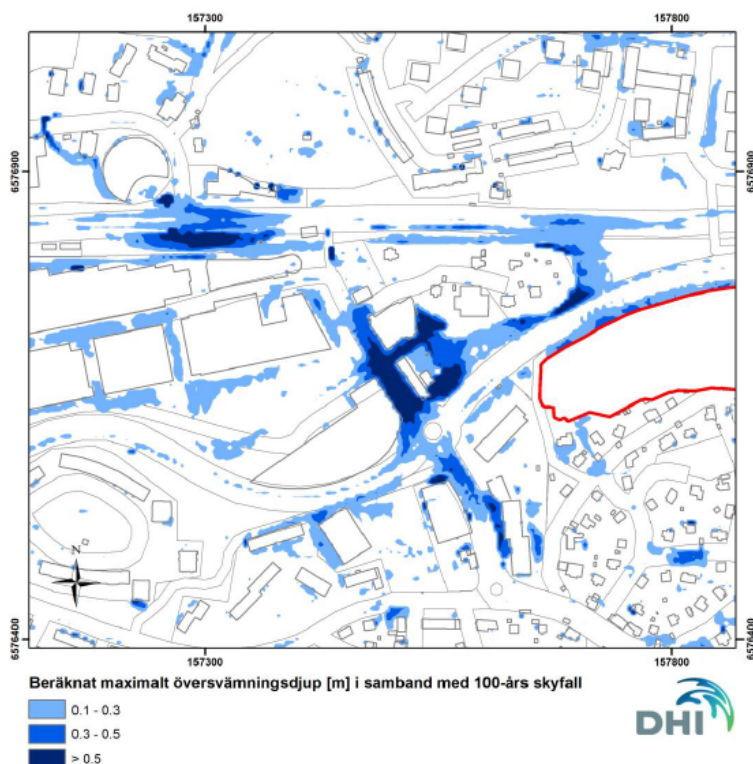 157300
157800
6576900
6576900
N
6576400
6576400
157300
157800
Beräknat maximalt översvämningsdjup [m] i samband med 100-års skyfall
0.1 - 0.3
0.3 - 0.5
> 0.5
DHI